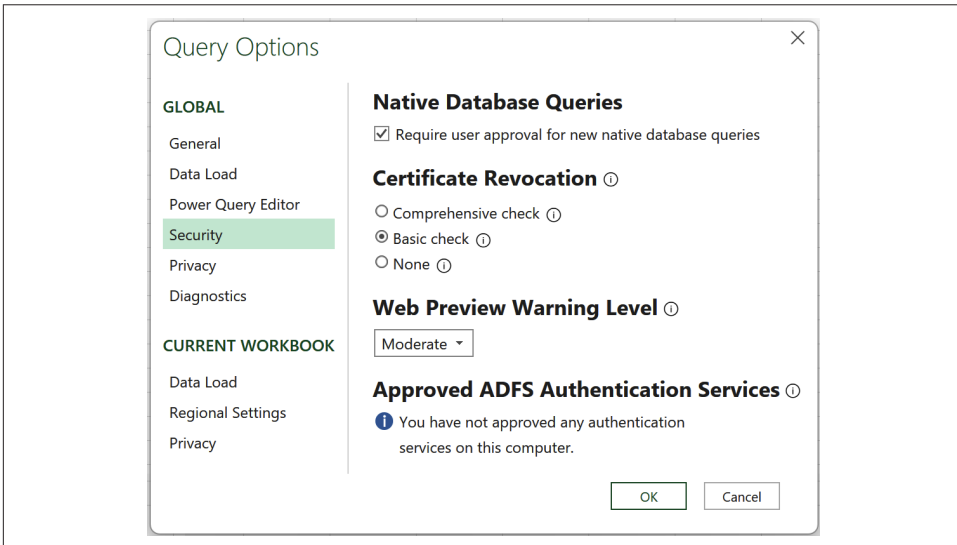 Query Options
GLOBAL
General
Data Load
Power Query Editor
Security
Privacy
Diagnostics
CURRENT WORKBOOK
Data Load
Regional Settings
Privacy
Native Database Queries
Require user approval for new native database queries
Certificate Revocation
Comprehensive check
Basic check
None
Web Preview Warning Level
Moderate
Approved ADFS Authentication Services
You have not approved any authentication
services on this computer.
OK
Cancel